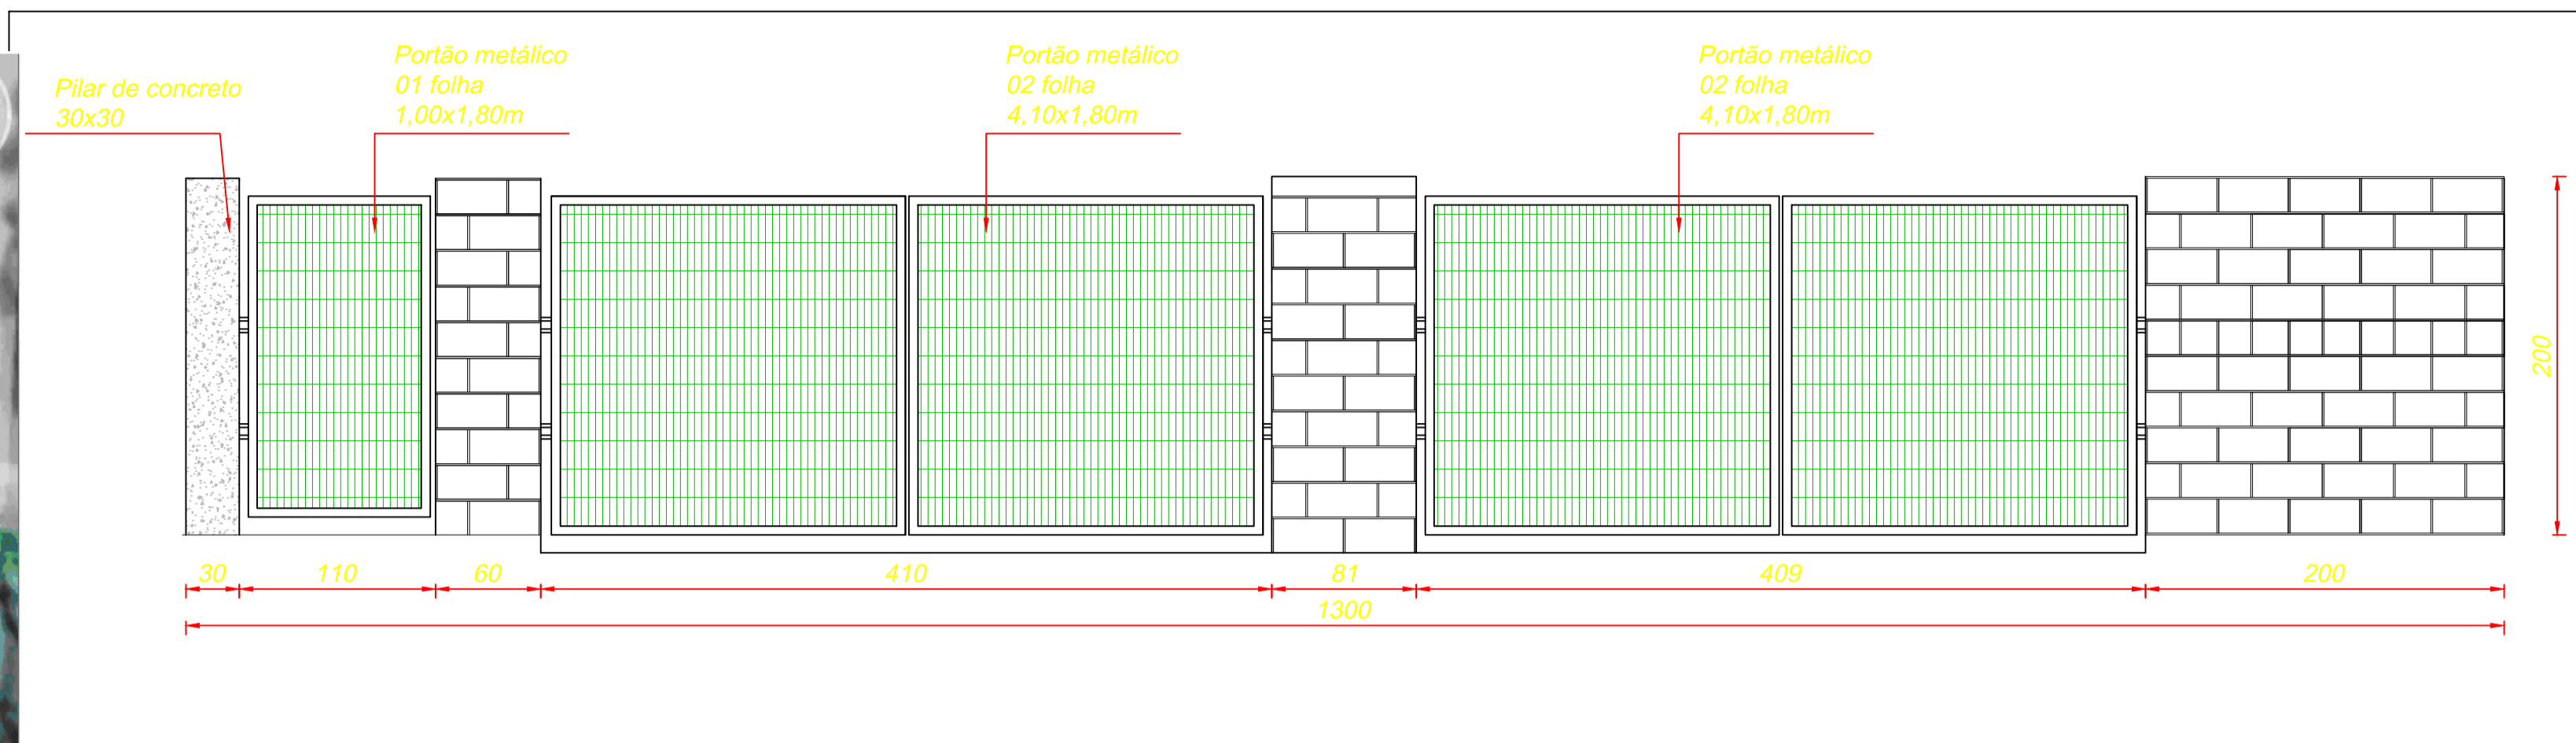 Pilar de concreto
30x30
Portão metálico
01 folha
1,00x1,80m
Portão metálico
02 folha
4,10x1,80m
Portão metálico
02 folha
4,10x1,80m
200
30
110
60
410
81
409
200
1300